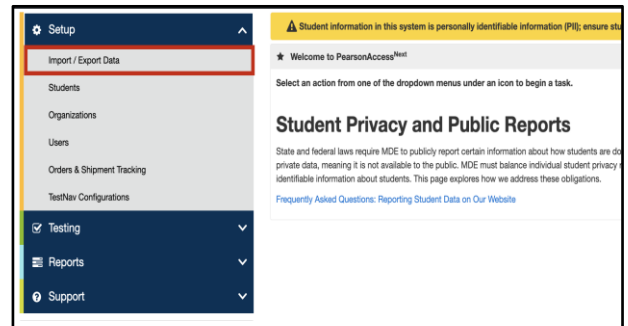 Setup
Import / Export Data
Students
Organizations
Users
Orders & Shipment Tracking
TestNav Configurations
Testing
Reports
Support
Student information in this system is personally identifiable information (PII); ensure
Welcome to PearsonAccessNext
Select an action from one of the dropdown menus under an icon to begin a task.
Student Privacy and Public Reports
State and federal laws require MDE to publicly report certain information about how students are
private data, meaning it is not available to the public. MDE must balance individual student privacy
identifiable information about students. This page explores how we address these obligations.
Frequently Asked Questions: Reporting Student Data on Our Website